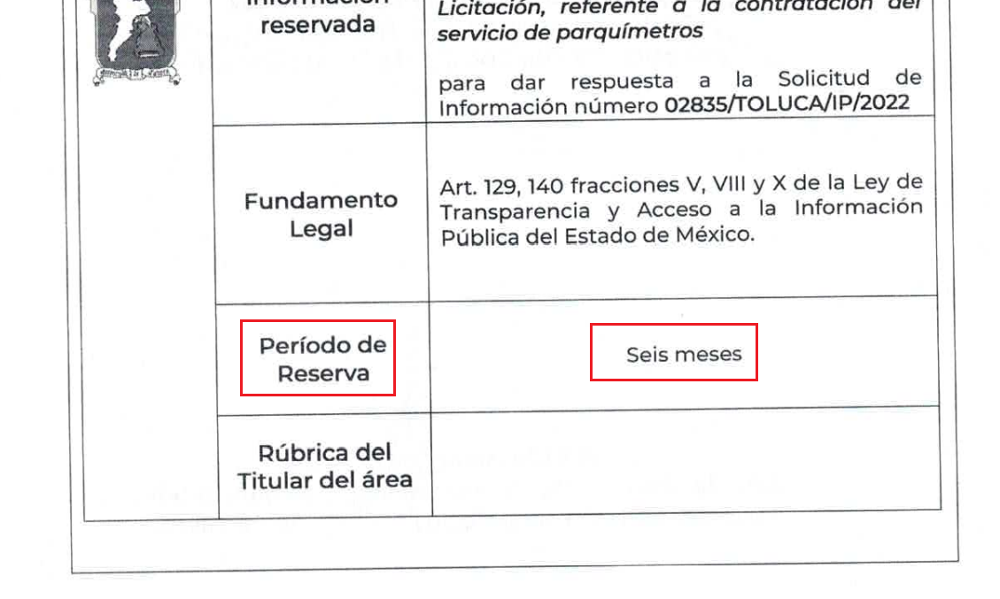 Información
reservada
Licitación, referente a la contratación del
servicio de parquímetros
para dar respuesta a la Solicitud de
Información número 02835/TOLUCA/IP/2022
Fundamento
Legal
Art. 129, 140 fracciones V, VIII y X de la Ley de
Transparencia y Acceso a la Información
Pública del Estado de México.
Período de
Reserva
Seis meses
Rúbrica del
Titular del área